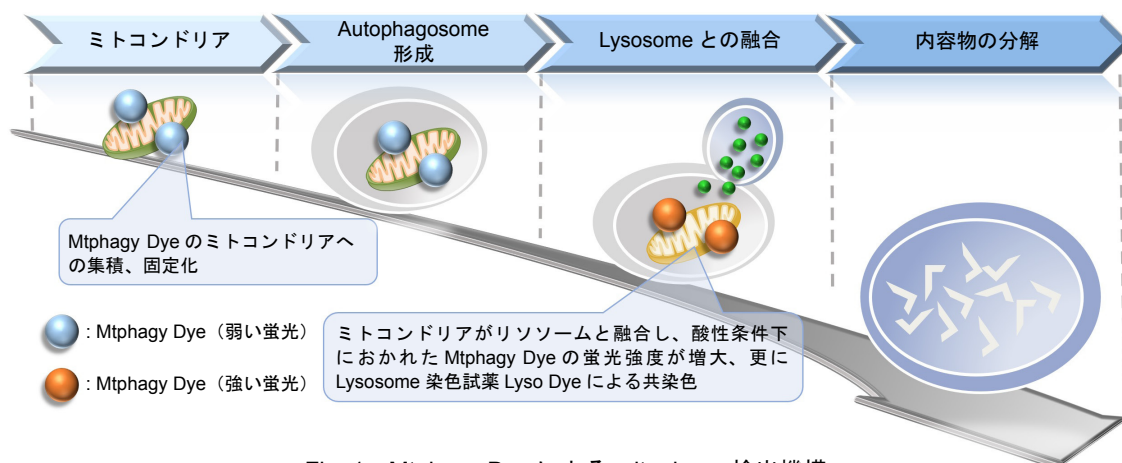 ミトコンドリア
Autophagosome
形成
Lysosome との融合
内容物の分解
Mtphagy Dye のミトコンドリアへ
の集積、固定化
: Mtphagy Dye（弱い蛍光）
: Mtphagy Dye（強い蛍光）
ミトコンドリアがリソソームと融合し、酸性条件下
におかれた Mtphagy Dye の蛍光強度が増大、更に
Lysosome 染色試薬 Lyso Dye による共染色